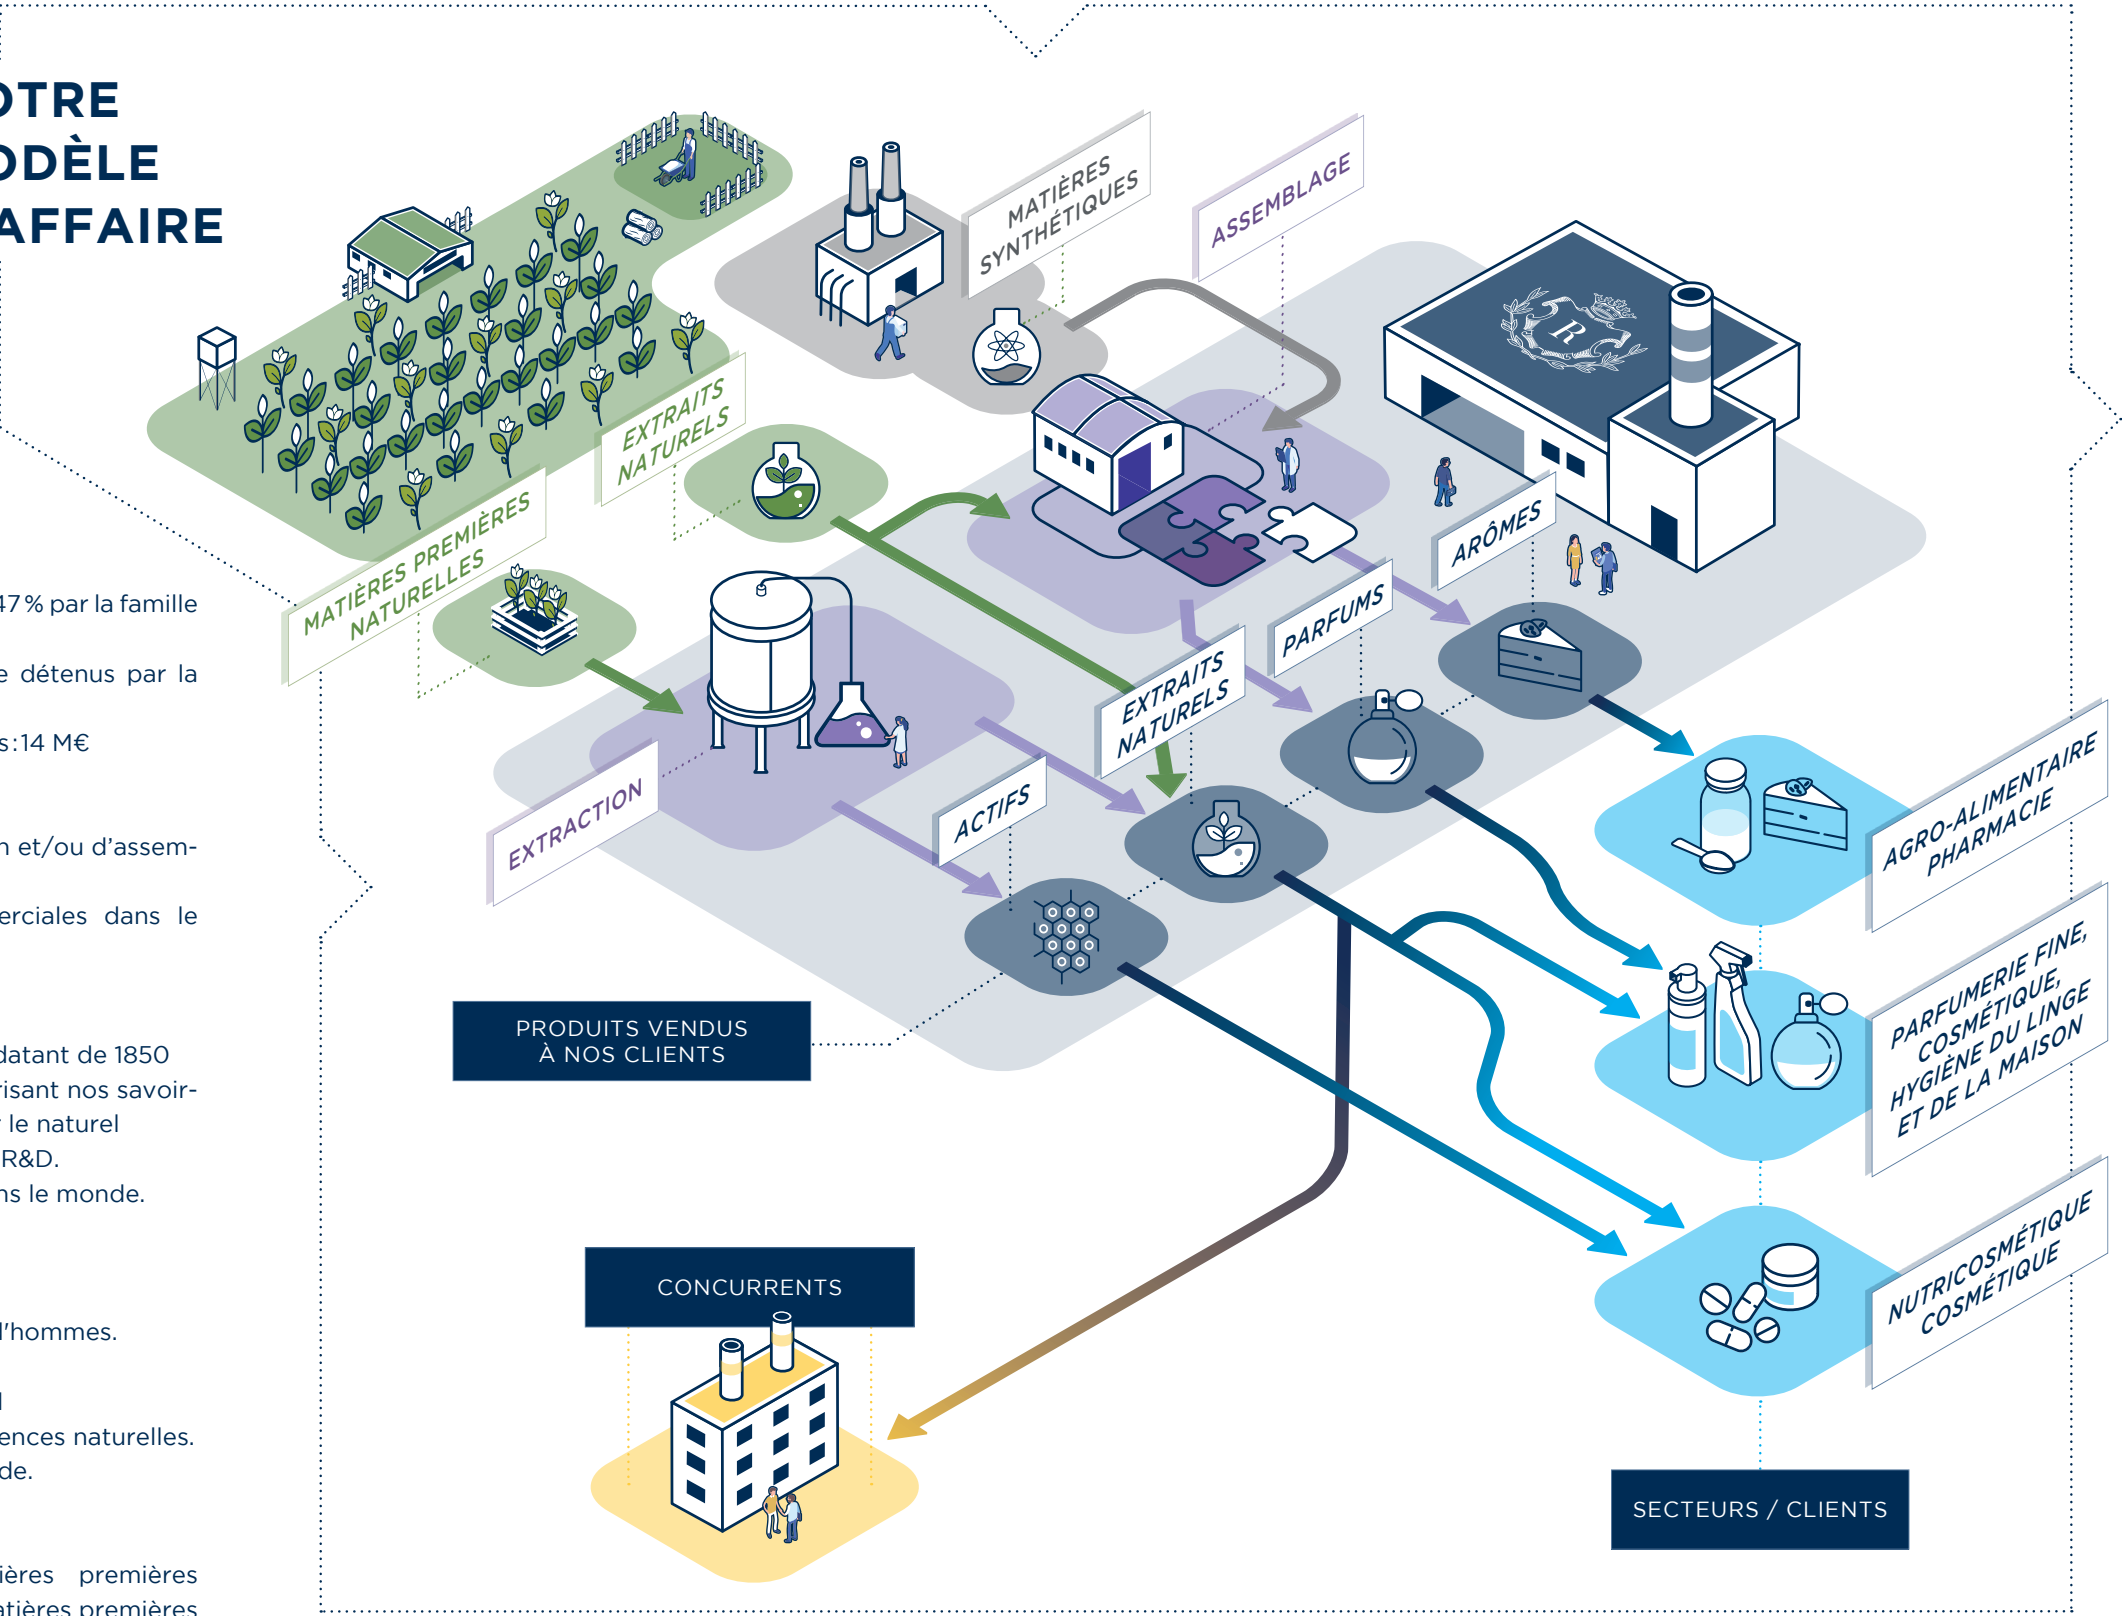 OTRE
ODÈLE
'AFFAIRE
47 % par la famille
e détenus par la
s : 14 M€
n et/ou d'assem-
erciales dans le
datant de 1850
risant nos savoir-
r le naturel
R&D.
ns le monde.
l'hommes.
ences naturelles.
de.
ières premières
atières premières
MATIÈRES
SYNTHÉTIQUES
ASSEMBLAGE
R
EXTRAITS
NATURELS
MATIÈRES PREMIÈRES
NATURELLES
ARÔMES
PARFUMS
EXTRAITS
NATURELS
ACTIFS
EXTRACTION
AGRO-ALIMENTAIRE
PHARMACIE
PARFUMERIE FINE,
COSMÉTIQUE,
HYGIÈNE DU LINGE
ET DE LA MAISON
NUTRICOSMÉTIQUE
COSMÉTIQUE
PRODUITS VENDUS
À NOS CLIENTS
CONCURRENTS
SECTEURS / CLIENTS